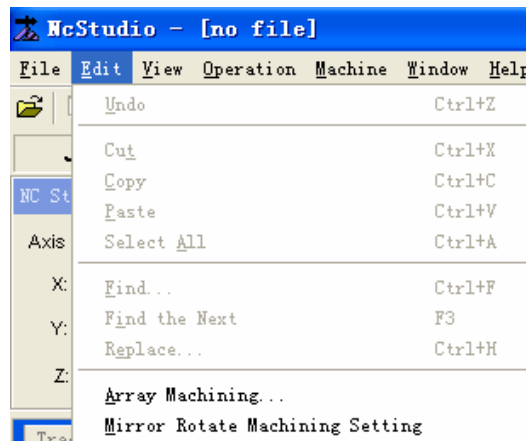 NcStudio - [no file]
File Edit View Operation Machine Window Help
Undo Ctrl+Z
Cut Ctrl+X
Copy Ctrl+C
Paste Ctrl+V
Select All Ctrl+A
Find... Ctrl+F
Find the Next F3
Replace... Ctrl+H
Array Machining...
Mirror Rotate Machining Setting
NC St
Axis
X:
Y:
Z: